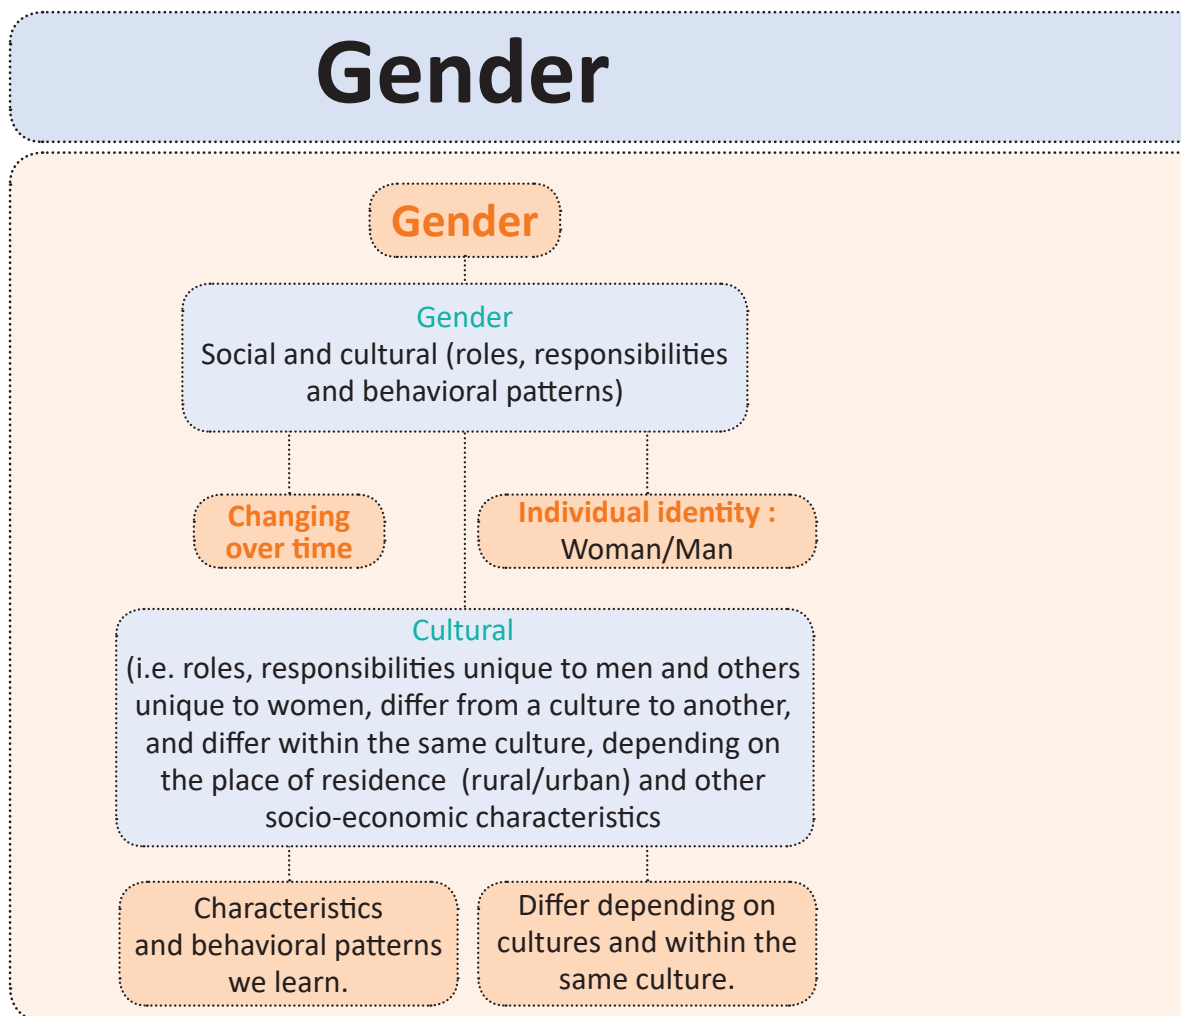 Gender
Gender
Gender
Social and cultural (roles, responsibilities
and behavioral patterns)
Changing
over time
Individual identity :
Woman/Man
Cultural
(i.e. roles, responsibilities unique to men and others
unique to women, differ from a culture to another,
and differ within the same culture, depending on
the place of residence  (rural/urban) and other
socio-economic characteristics
Characteristics
and behavioral patterns
we learn.
Differ depending on
cultures and within the
same culture.